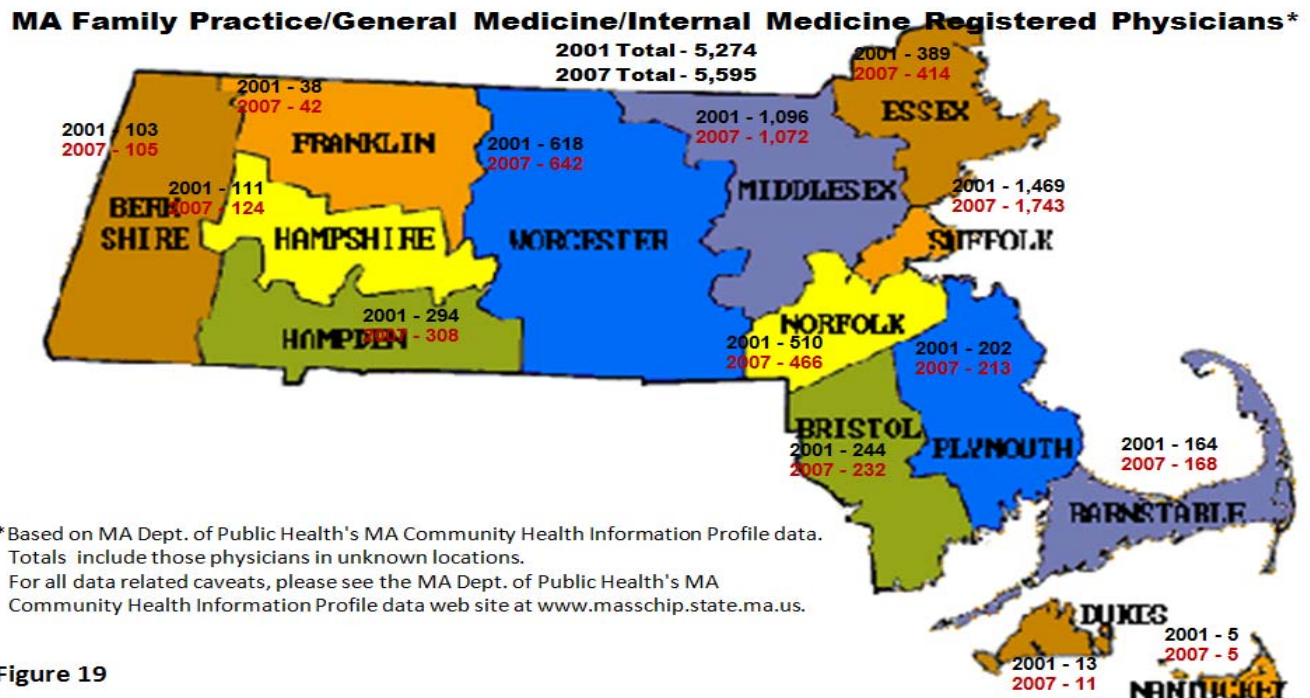 MA Family Practice/General Medicine/Internal Medicine Registered Physicians*
2001 Total - 5,274
2007 Total - 5,595
2001 - 389
2007 - 414
ESSEX
2001 - 38
2007 - 42
FRANKLIN
2001 - 103
2007 - 105
BERK
SHIRE
2001 - 111
2007 - 124
HAMPSHIRE
2001 - 618
2007 - 642
WORCESTER
2001 - 1,096
2007 - 1,072
MIDDLESEX
2001 - 1,469
2007 - 1,743
SUFFOLK
2001 - 294
2007 - 308
HAMPDEN
NORFOLK
2001 - 510
2007 - 466
2001 - 202
2007 - 213
PLYMOUTH
BRISTOL
2001 - 244
2007 - 232
2001 - 164
2007 - 168
BARNSTABLE
*Based on MA Dept. of Public Health's MA Community Health Information Profile data.
Totals include those physicians in unknown locations.
For all data related caveats, please see the MA Dept. of Public Health's MA
Community Health Information Profile data web site at www.masschip.state.ma.us.
DUKES
2001 - 13
2007 - 11
2001 - 5
2007 - 5
NANTUCKET
Figure 19